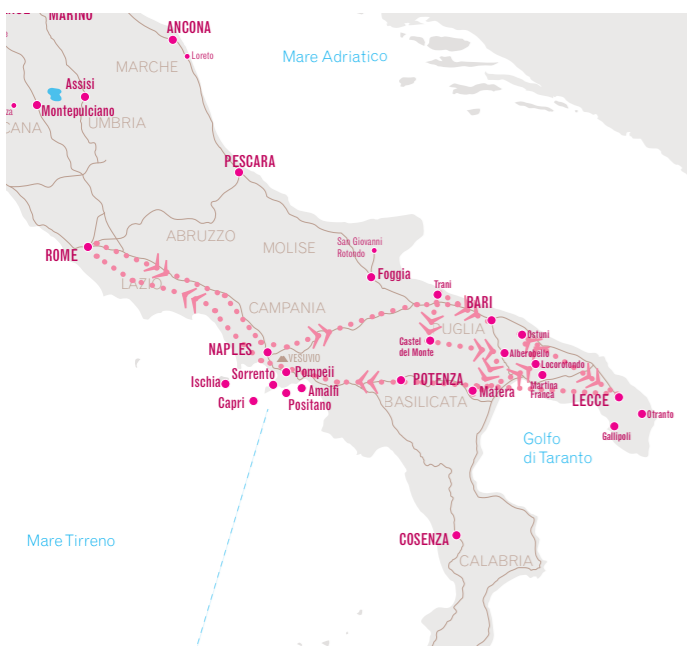 MARINO
ANCONA
Loreto
MARCHE
Mare Adriatico
Assisi
Montepulciano
CANA
UMBRIA
PESCARA
ABRUZZO
MOLISE
San Giovanni
Rotondo
ROME
Foggia
LAZIO
Trani
CAMPANIA
BARI
UGLIA
Ostuni
Castel
del Monte
NAPLES
VESUVIO
Alberobello
Locorotondo
Pompeii
Sorrento
Ischia
POTENZA
Martina
Franca
Amalfi
Matera
Capri
Positano
BASILICATA
LECCE
Otranto
Gallipoli
Golfo
di Taranto
Mare Tirreno
COSENZA
CALABRIA